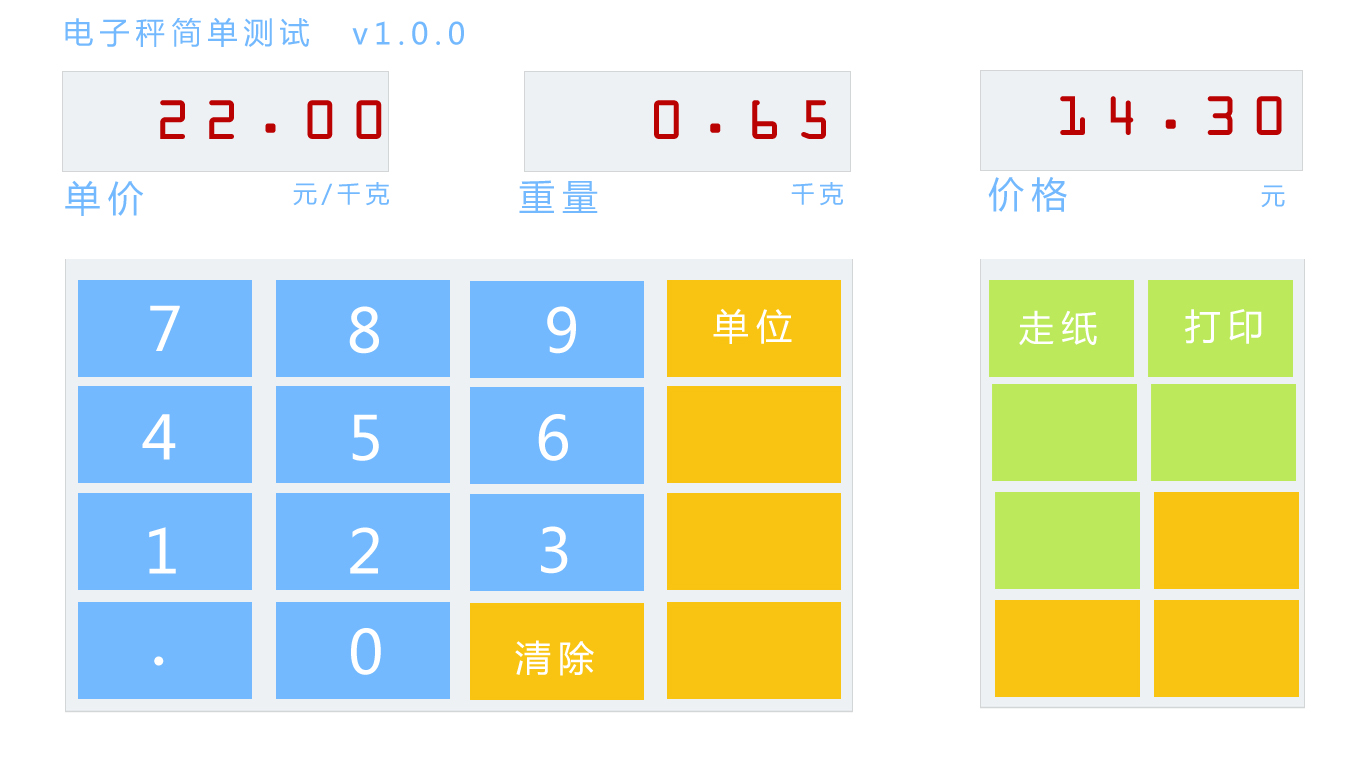 电子秤简单测试 v1.0.0
22.00 0.65 14.30
单价 元/千克 重量 千克 价格 元
7 8 9 单位 走纸 打印
4 5 6
1 2 3
. 0 清除